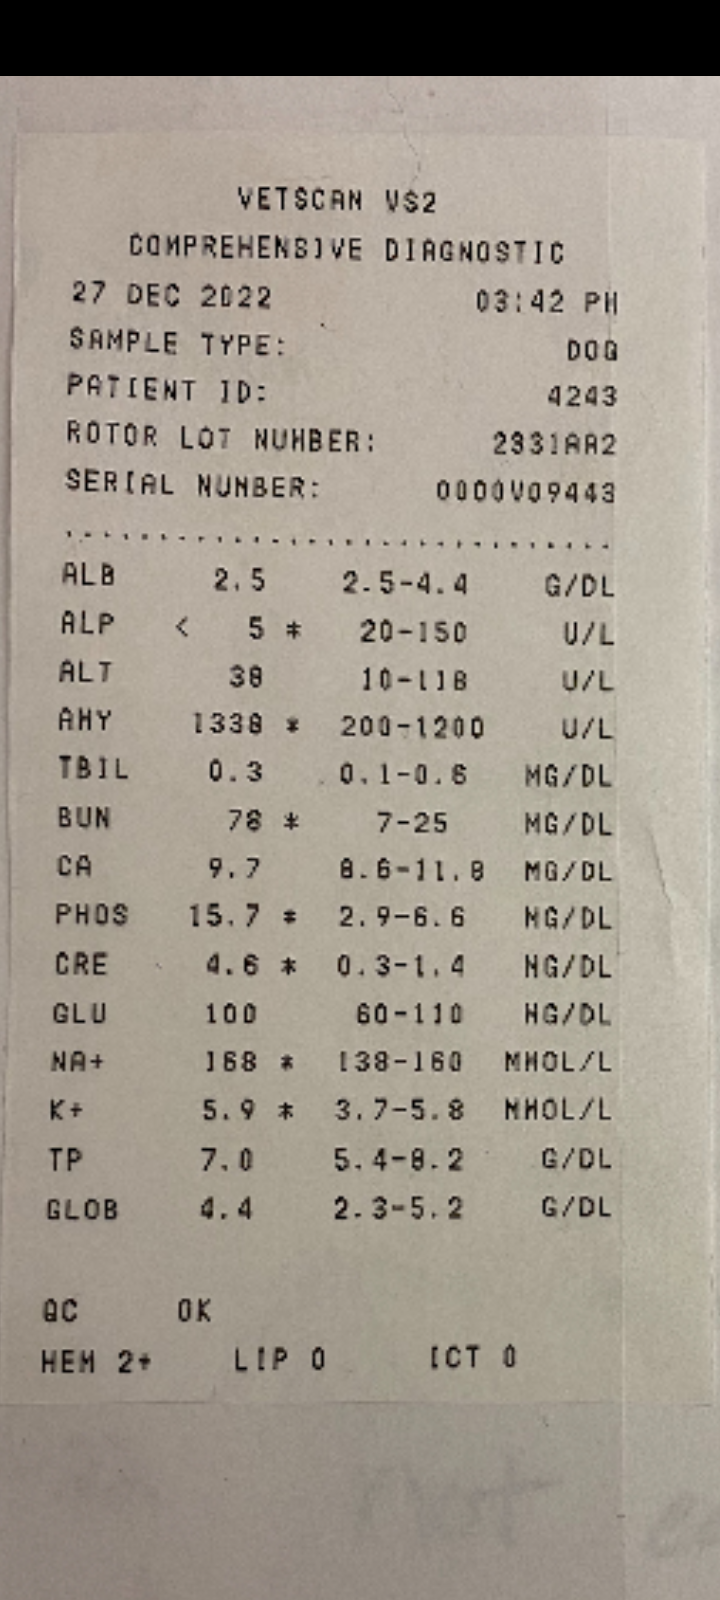 VETSCAN VS2
COMPREHENSIVE DIAGNOSTIC
27 DEC 2022 03:42 PM
SAMPLE TYPE: DOG
PATIENT ID: 4243
ROTOR LOT NUMBER: 2331AA2
SERIAL NUMBER: 0000V09443
ALB 2.5 2.5-4.4 G/DL
ALP < 5 * 20-150 U/L
ALT 38 10-118 U/L
AMY 1338 * 200-1200 U/L
TBIL 0.3 0.1-0.6 MG/DL
BUN 78 * 7-25 MG/DL
CA 9.7 8.6-11.8 MG/DL
PHOS 15.7 * 2.9-6.6 MG/DL
CRE 4.6 * 0.3-1.4 MG/DL
GLU 100 60-110 MG/DL
NA+ 168 * 138-160 MMOL/L
K+ 5.9 * 3.7-5.8 MMOL/L
TP 7.0 5.4-8.2 G/DL
GLOB 4.4 2.3-5.2 G/DL
QC OK
HEM 2+ LIP 0 ICT 0